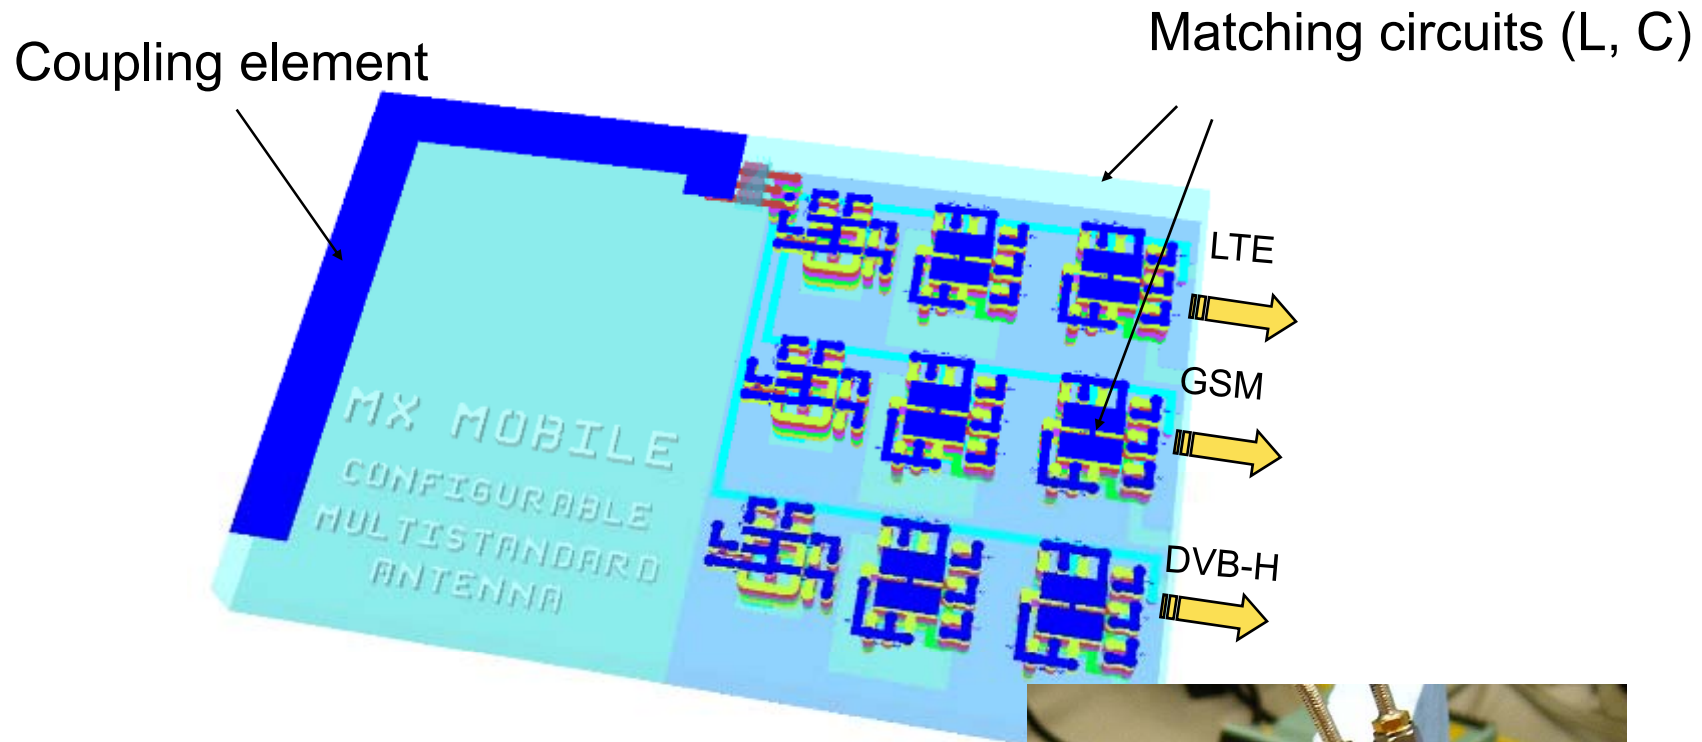 Coupling element
Matching circuits (L, C)
LTE
GSM
DVB-H
MX MOBILE
CONFIGURABLE
MULTISTANDARD
ANTENNA